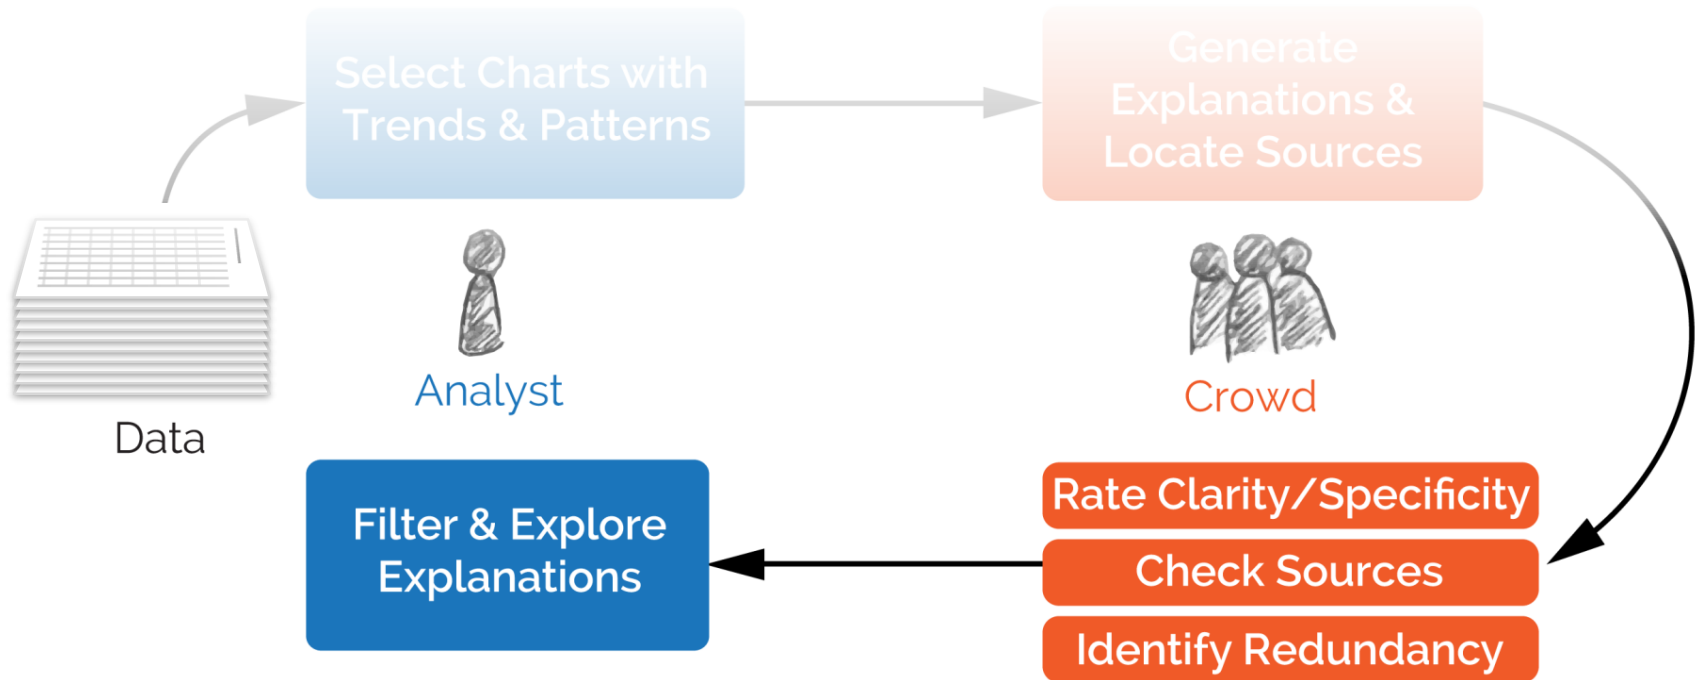 Select Charts with
Trends & Patterns
Generate
Explanations &
Locate Sources
Data
Analyst
Crowd
Filter & Explore
Explanations
Rate Clarity/Specificity
Check Sources
Identify Redundancy